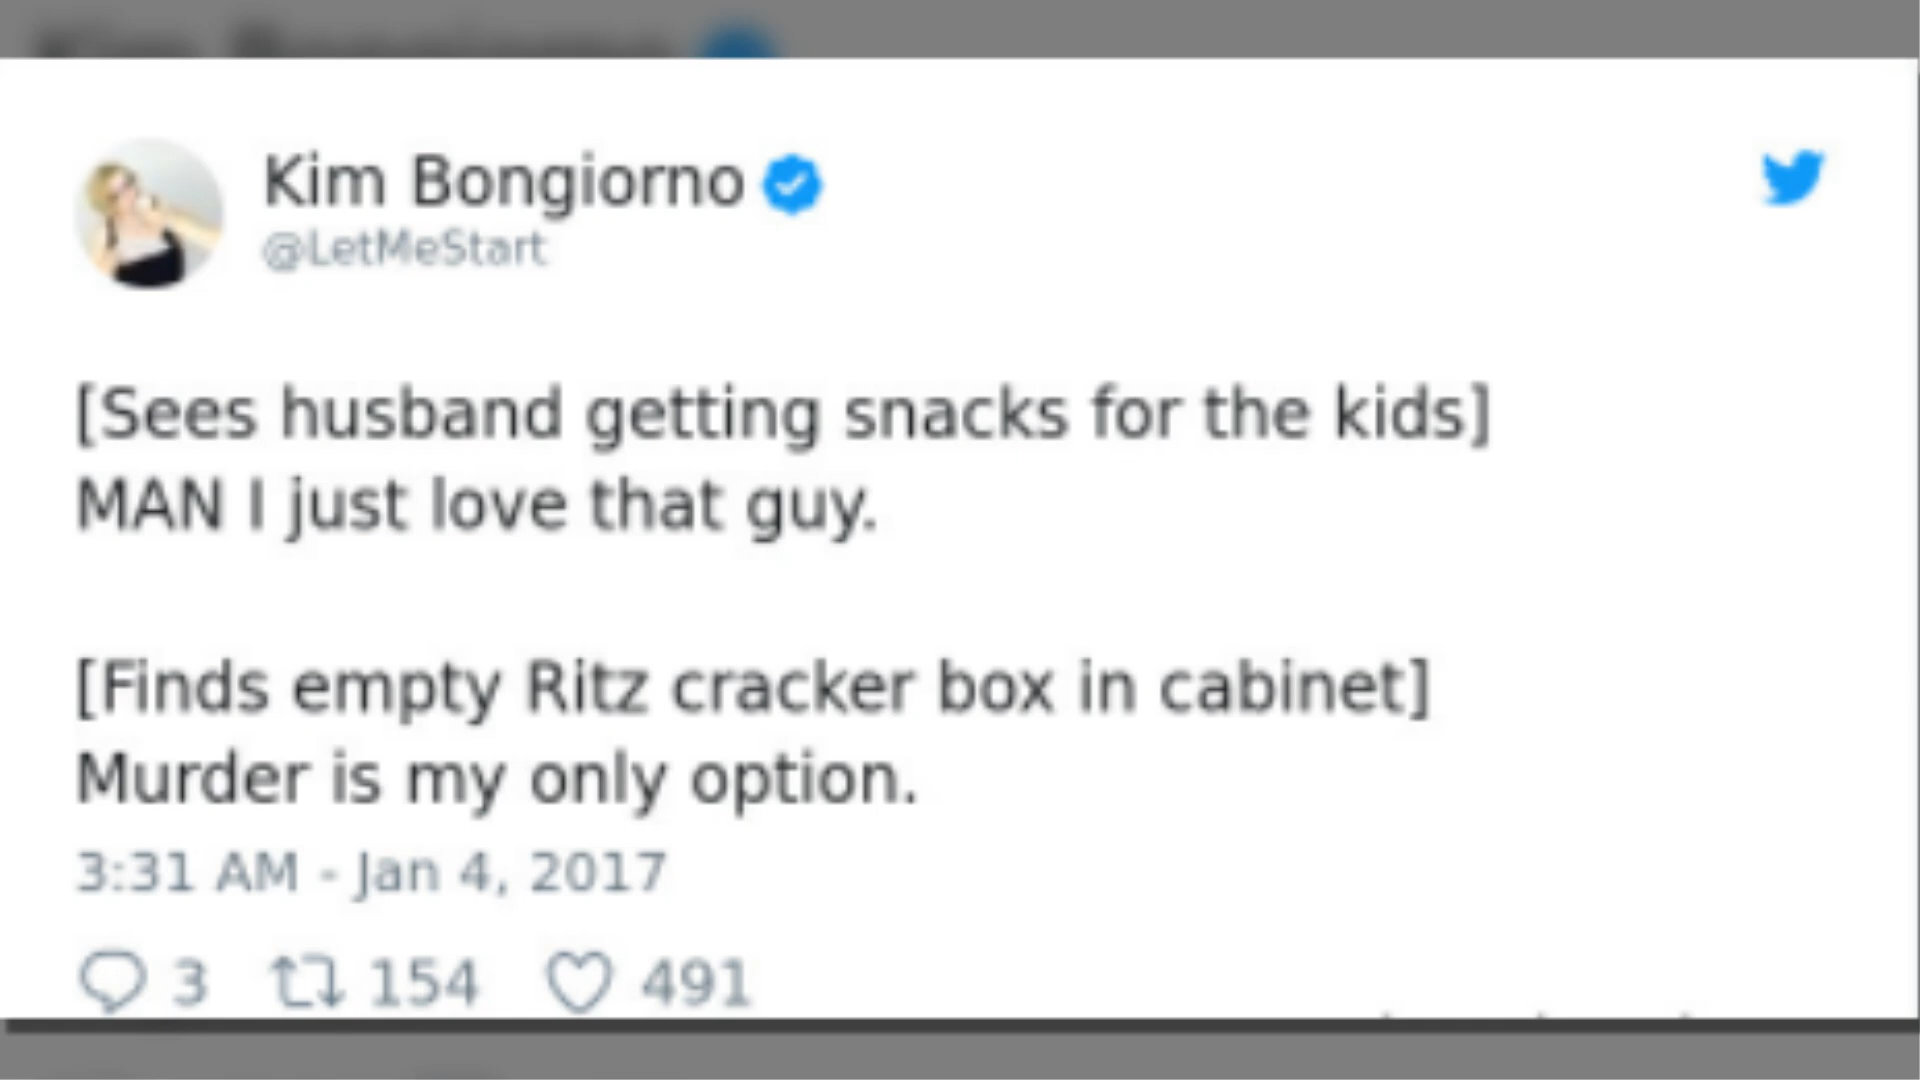 Kim Bongiorno
@LetMeStart
[Sees husband getting snacks for the kids]
MAN I just love that guy.
[Finds empty Ritz cracker box in cabinet]
Murder is my only option.
3:31 AM - Jan 4, 2017
3 154 491